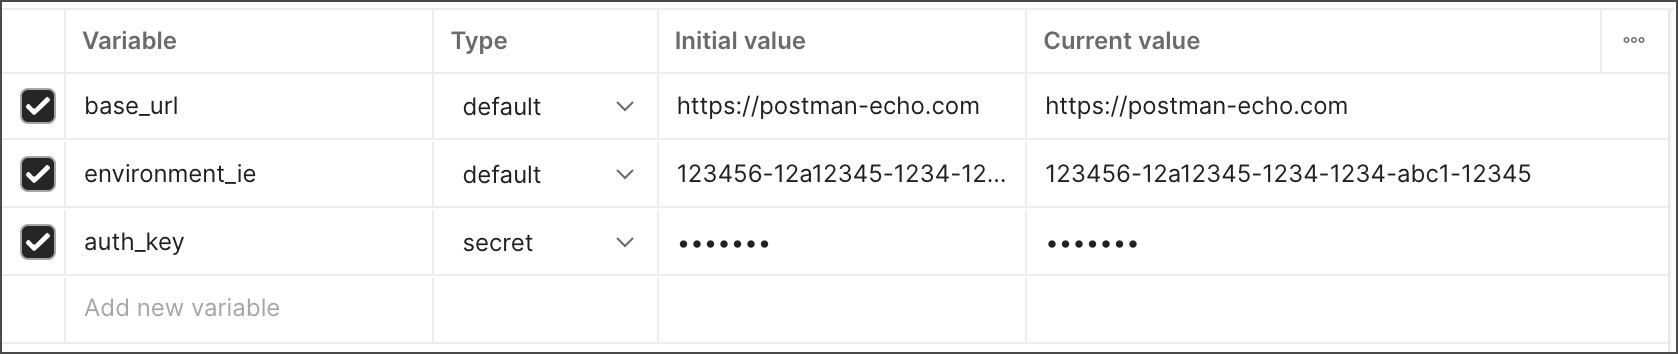 Variable Type Initial value Current value
base_url default https://postman-echo.com https://postman-echo.com
environment_ie default 123456-12a12345-1234-12... 123456-12a12345-1234-1234-abc1-12345
auth_key secret ••••••• •••••••
Add new variable